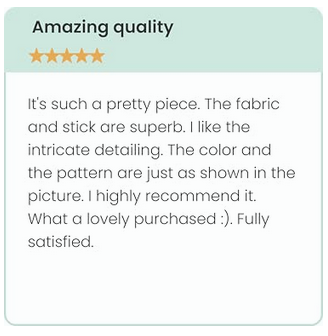 Amazing quality
It's such a pretty piece. The fabric
and stick are superb. I like the
intricate detailing. The color and
the pattern are just as shown in the
picture. I highly recommend it.
What a lovely purchased :). Fully
satisfied.